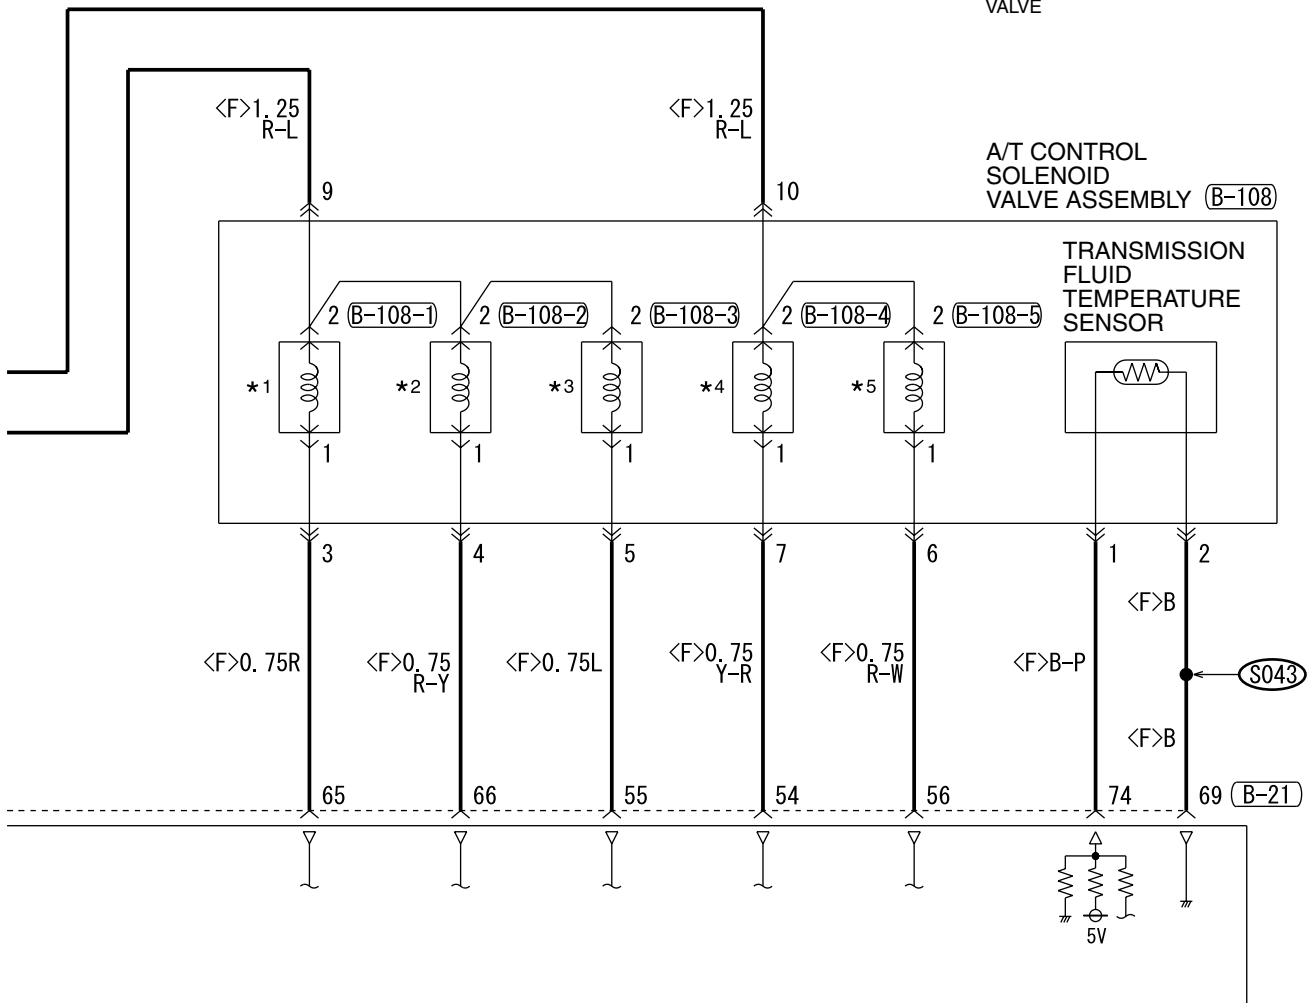 VALVE
<F>1.25
R-L
<F>1.25
R-L
A/T CONTROL
SOLENOID
VALVE ASSEMBLY (B-108)
9
10
TRANSMISSION
FLUID
TEMPERATURE
SENSOR
2 (B-108-1)
2 (B-108-2)
2 (B-108-3)
2 (B-108-4)
2 (B-108-5)
*1
*2
*3
*4
*5
1
1
1
1
1
3
4
5
7
6
1
2
<F>0.75R
<F>0.75
R-Y
<F>0.75L
<F>0.75
Y-R
<F>0.75
R-W
<F>B-P
<F>B
S043
<F>B
65
66
55
54
56
74
69 (B-21)
5V